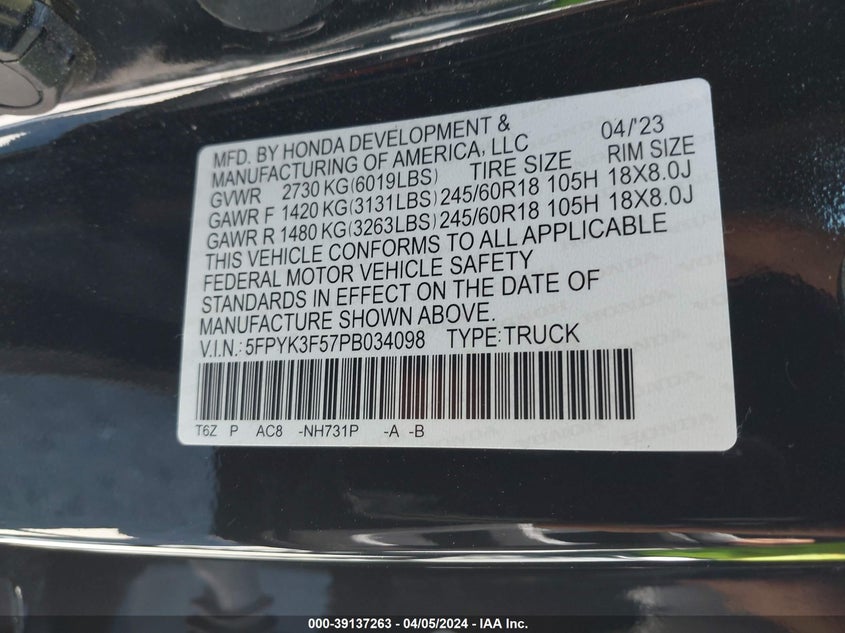 MFD. BY HONDA DEVELOPMENT & 04/'23
MANUFACTURING OF AMERICA, LLC
GVWR 2730 KG(6019LBS) TIRE SIZE RIM SIZE
GAWR F 1420 KG(3131LBS) 245/60R18 105H 18X8.0J
GAWR R 1480 KG(3263LBS) 245/60R18 105H 18X8.0J
THIS VEHICLE CONFORMS TO ALL APPLICABLE
FEDERAL MOTOR VEHICLE SAFETY
STANDARDS IN EFFECT ON THE DATE OF
MANUFACTURE SHOWN ABOVE.
V.I.N.: 5FPYK3F57PB034098 TYPE: TRUCK
T6Z P AC8 -NH731P -A -B
000-39137263 - 04/05/2024 - IAA Inc.